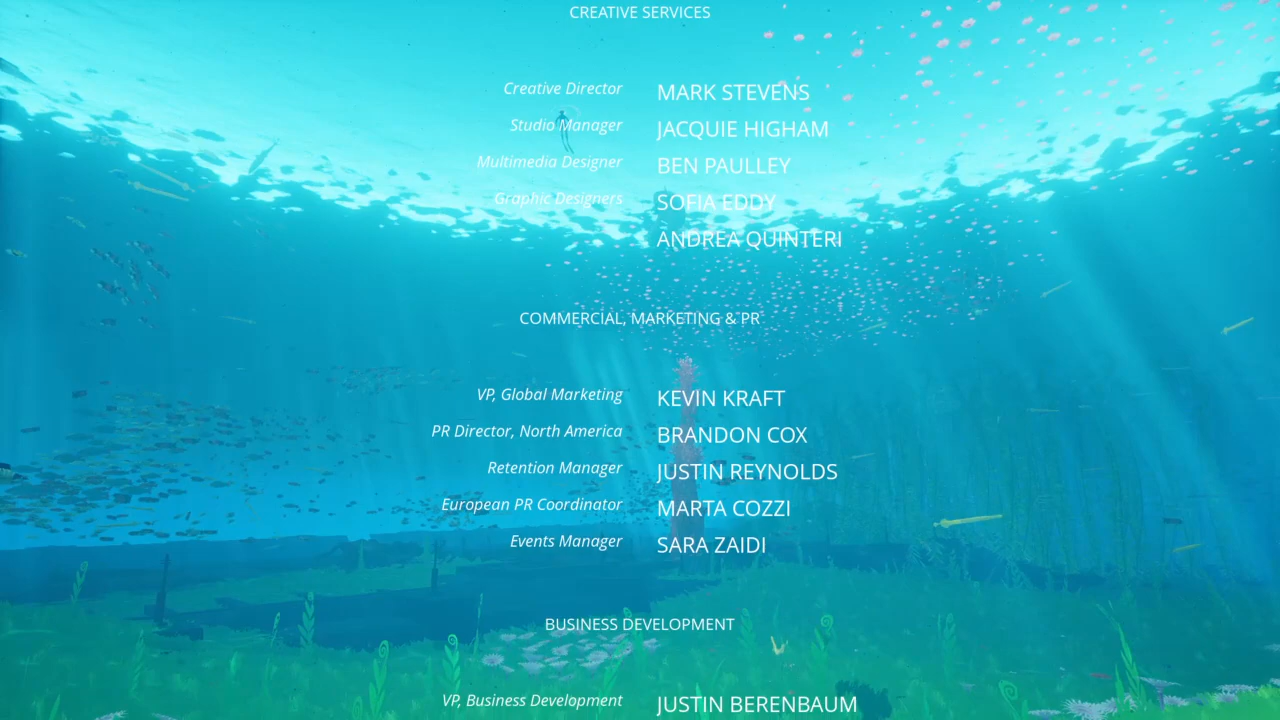 CREATIVE SERVICES
Creative Director MARK STEVENS
Studio Manager JACQUIE HIGHAM
Multimedia Designer BEN PAULLEY
Graphic Designers SOFIA EDDY
ANDREA QUINTERI
COMMERCIAL, MARKETING & PR
VP, Global Marketing KEVIN KRAFT
PR Director, North America BRANDON COX
Retention Manager JUSTIN REYNOLDS
European PR Coordinator MARTA COZZI
Events Manager SARA ZAIDI
BUSINESS DEVELOPMENT
VP, Business Development JUSTIN BERENBAUM